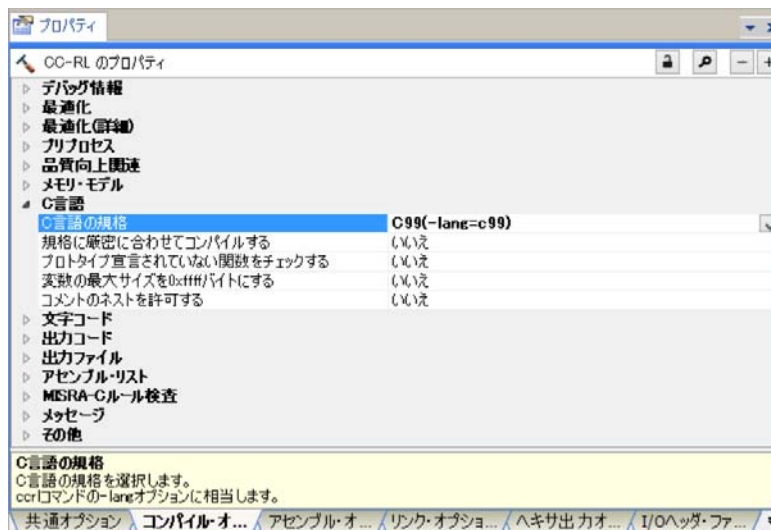 プロパティ
CC-RL のプロパティ
デバッグ情報
最適化
最適化(詳細)
プリプロセス
品質向上関連
メモリ・モデル
C言語
C言語の規格 C99(-lang=c99)
規格に厳密に合わせてコンパイルする いいえ
プロトタイプ宣言されていない関数をチェックする いいえ
変数の最大サイズを0xffffバイトにする いいえ
コメントのネストを許可する いいえ
文字コード
出力コード
出力ファイル
アセンブル・リスト
MISRA-Cルール検査
メッセージ
その他
C言語の規格
C言語の規格を選択します。
ccrlコマンドの-langオプションに相当します。
共通オプション コンパイル・オ... アセンブル・オ... リンク・オプショ... ヘキサ出力オ... I/Oヘッダ・ファ...